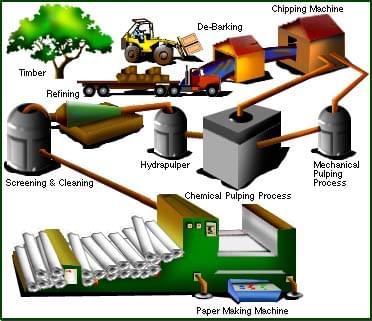 Chipping Machine
De-Barking
Timber
Refining
Hydrapulper
Mechanical
Pulping
Process
Screening & Cleaning
Chemical Pulping Process
Paper Making Machine